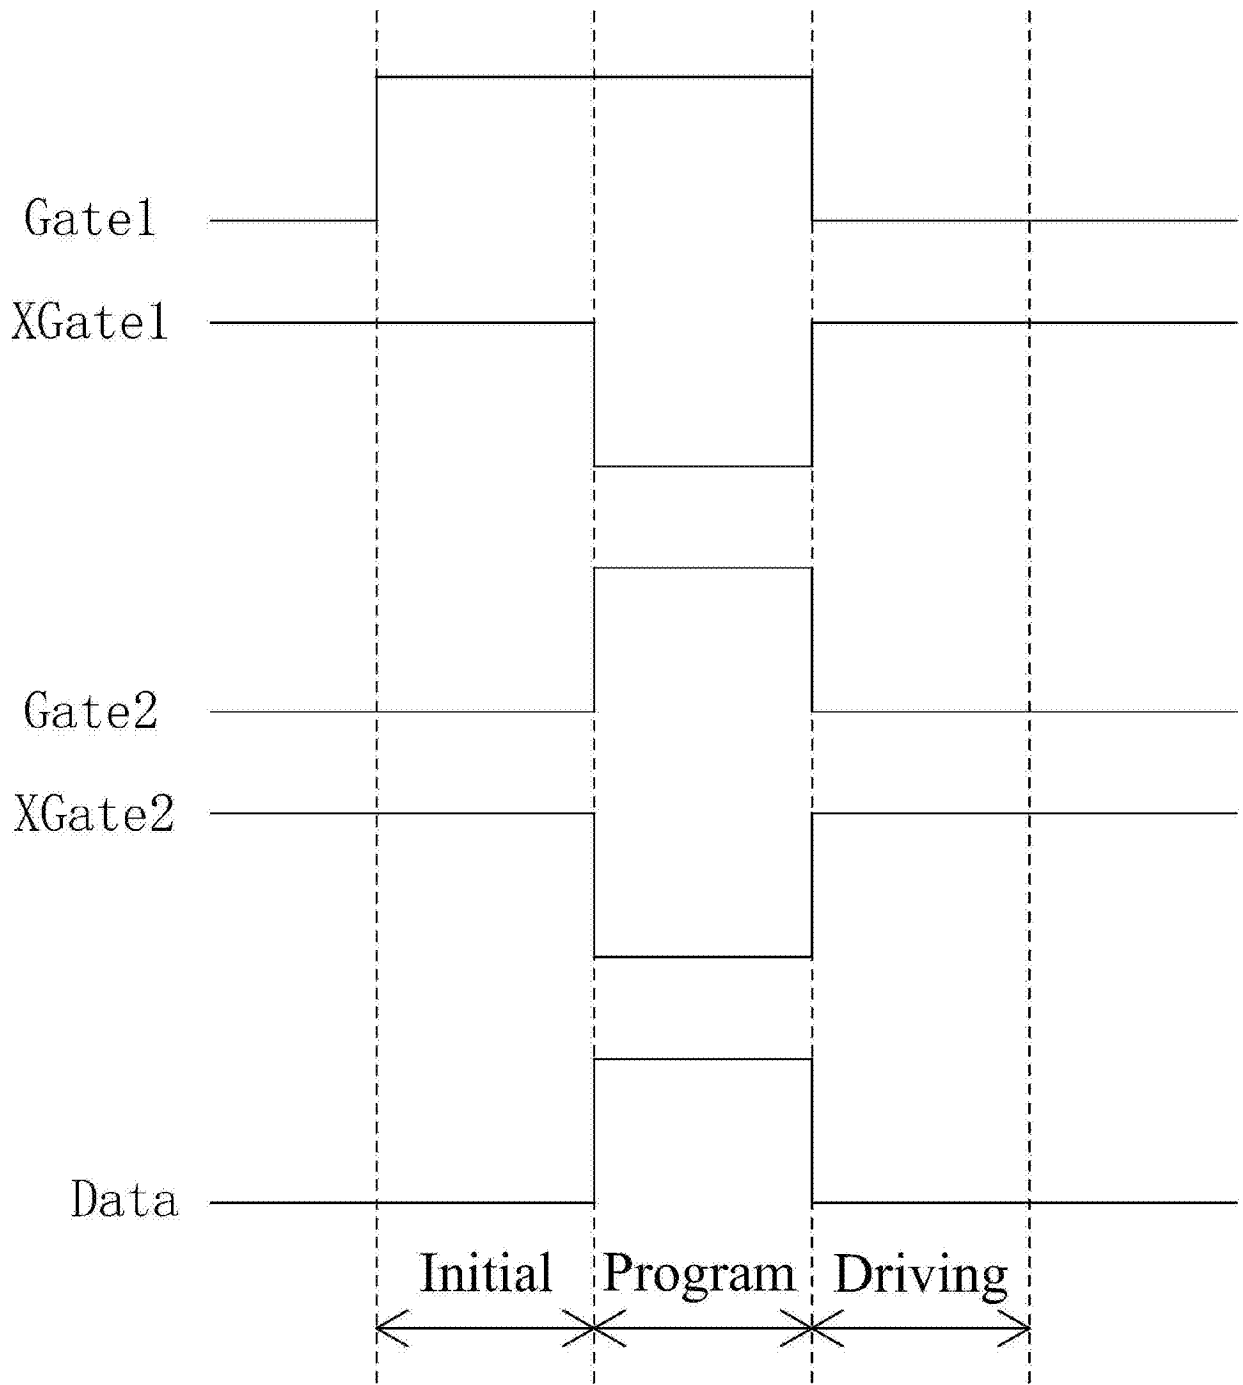 Gate1
XGate1
Gate2
XGate2
Data
Initial Program Driving